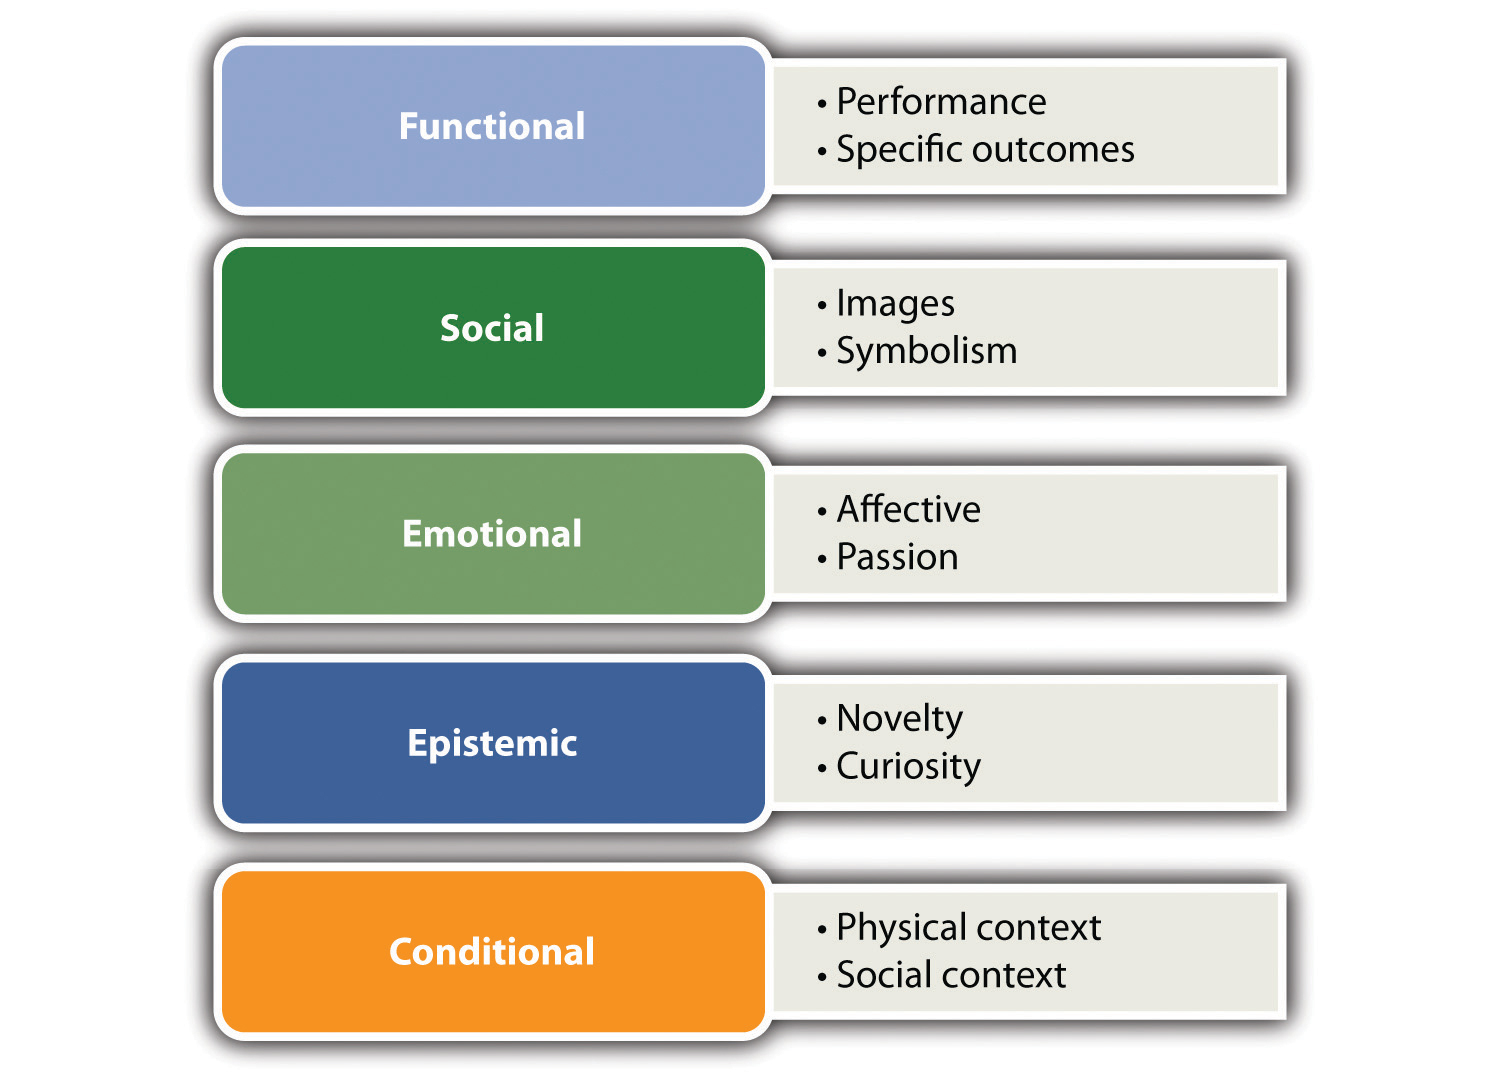 Functional
• Performance
• Specific outcomes
Social
• Images
• Symbolism
Emotional
• Affective
• Passion
Epistemic
• Novelty
• Curiosity
Conditional
• Physical context
• Social context